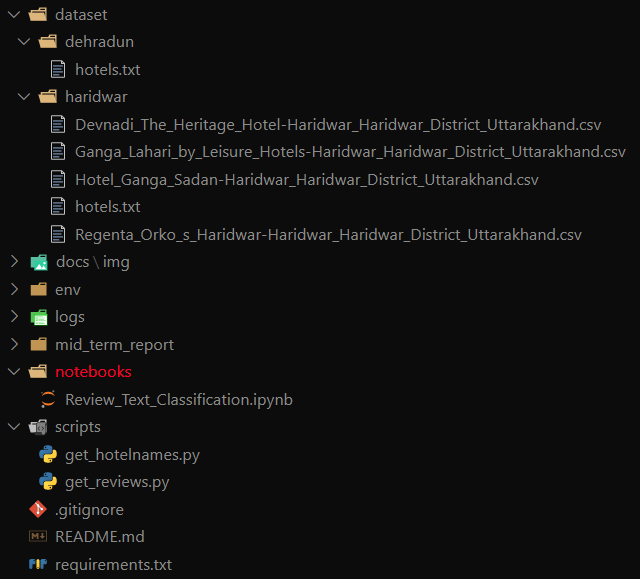 dataset
dehradun
hotels.txt
haridwar
Devnadi_The_Heritage_Hotel-Haridwar_Haridwar_District_Uttarakhand.csv
Ganga_Lahari_by_Leisure_Hotels-Haridwar_Haridwar_District_Uttarakhand.csv
Hotel_Ganga_Sadan-Haridwar_Haridwar_District_Uttarakhand.csv
hotels.txt
Regenta_Orko_s_Haridwar-Haridwar_Haridwar_District_Uttarakhand.csv
docs \ img
env
logs
mid_term_report
notebooks
Review_Text_Classification.ipynb
scripts
get_hotelnames.py
get_reviews.py
.gitignore
README.md
requirements.txt